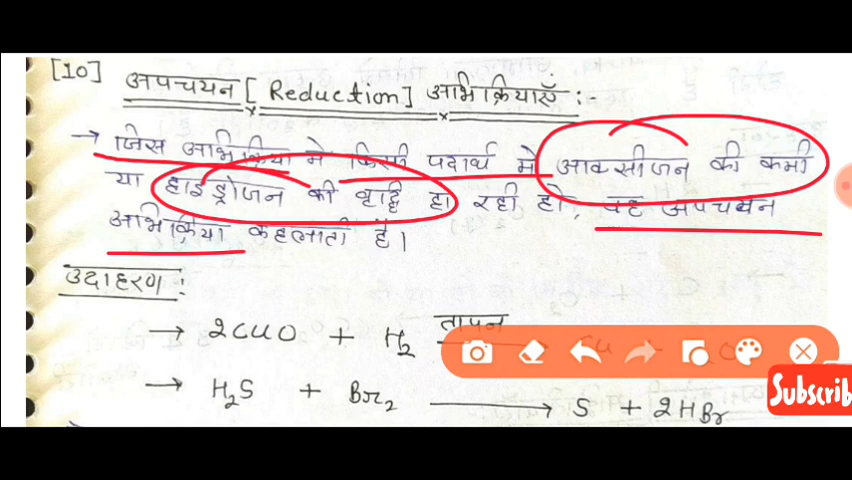 [10] अपचयन [ Reduction ] अभिक्रियाएँ :
→ जिस अभिक्रिया में किसी पदार्थ में आक्सीजन की कमी
या हाइड्रोजन की वृद्धि हो रही हो, वह अपचयन
अभिक्रिया कहलाती है।
उदाहरण :
→ 2CuO + H₂ तापन
→ H₂S + Br₂ ⟶ S + 2HBr
Subscrib